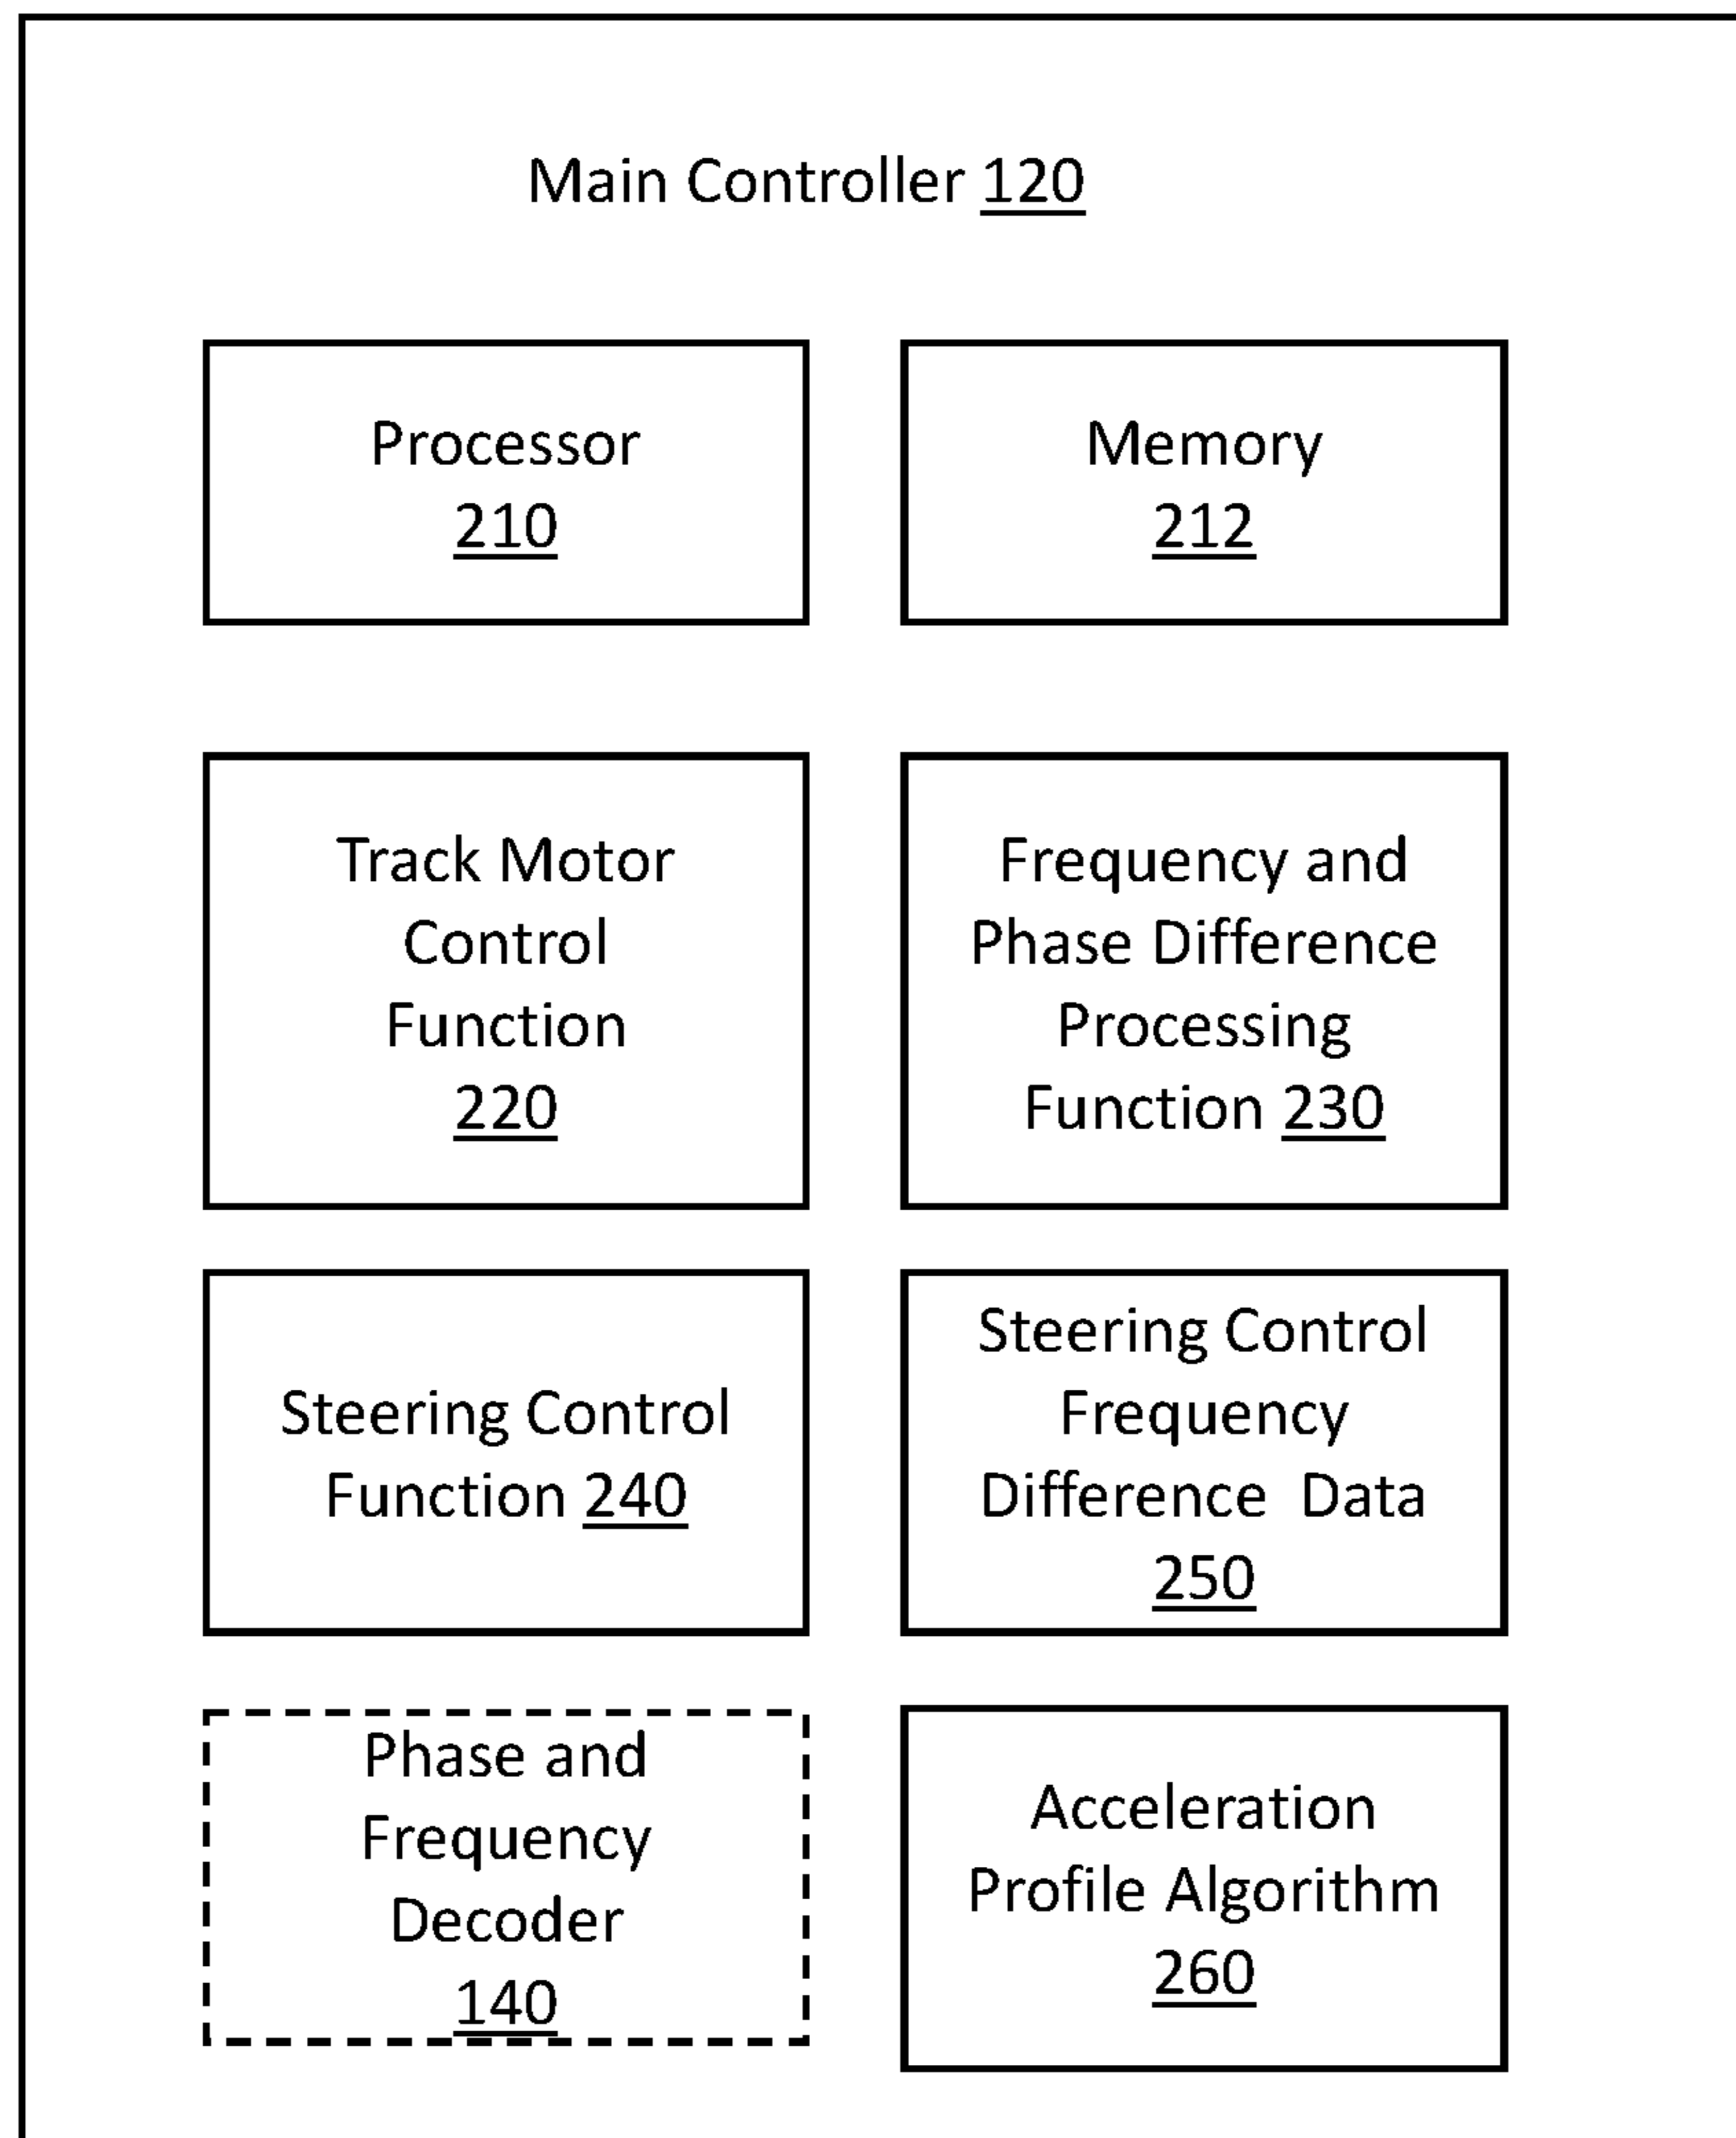 Main Controller 120
Processor
210
Memory
212
Track Motor
Control
Function
220
Frequency and
Phase Difference
Processing
Function 230
Steering Control
Function 240
Steering Control
Frequency
Difference Data
250
Phase and
Frequency
Decoder
140
Acceleration
Profile Algorithm
260